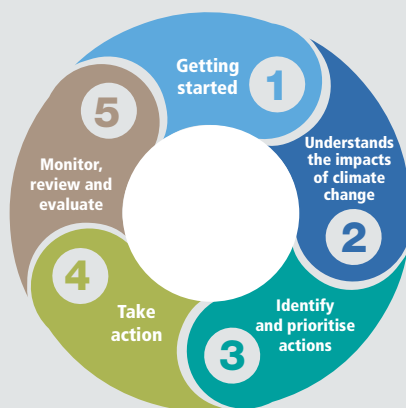 Getting
started
1
Understands
the impacts
of climate
change
2
Identify
and prioritise
actions
3
Take
action
4
Monitor,
review and
evaluate
5